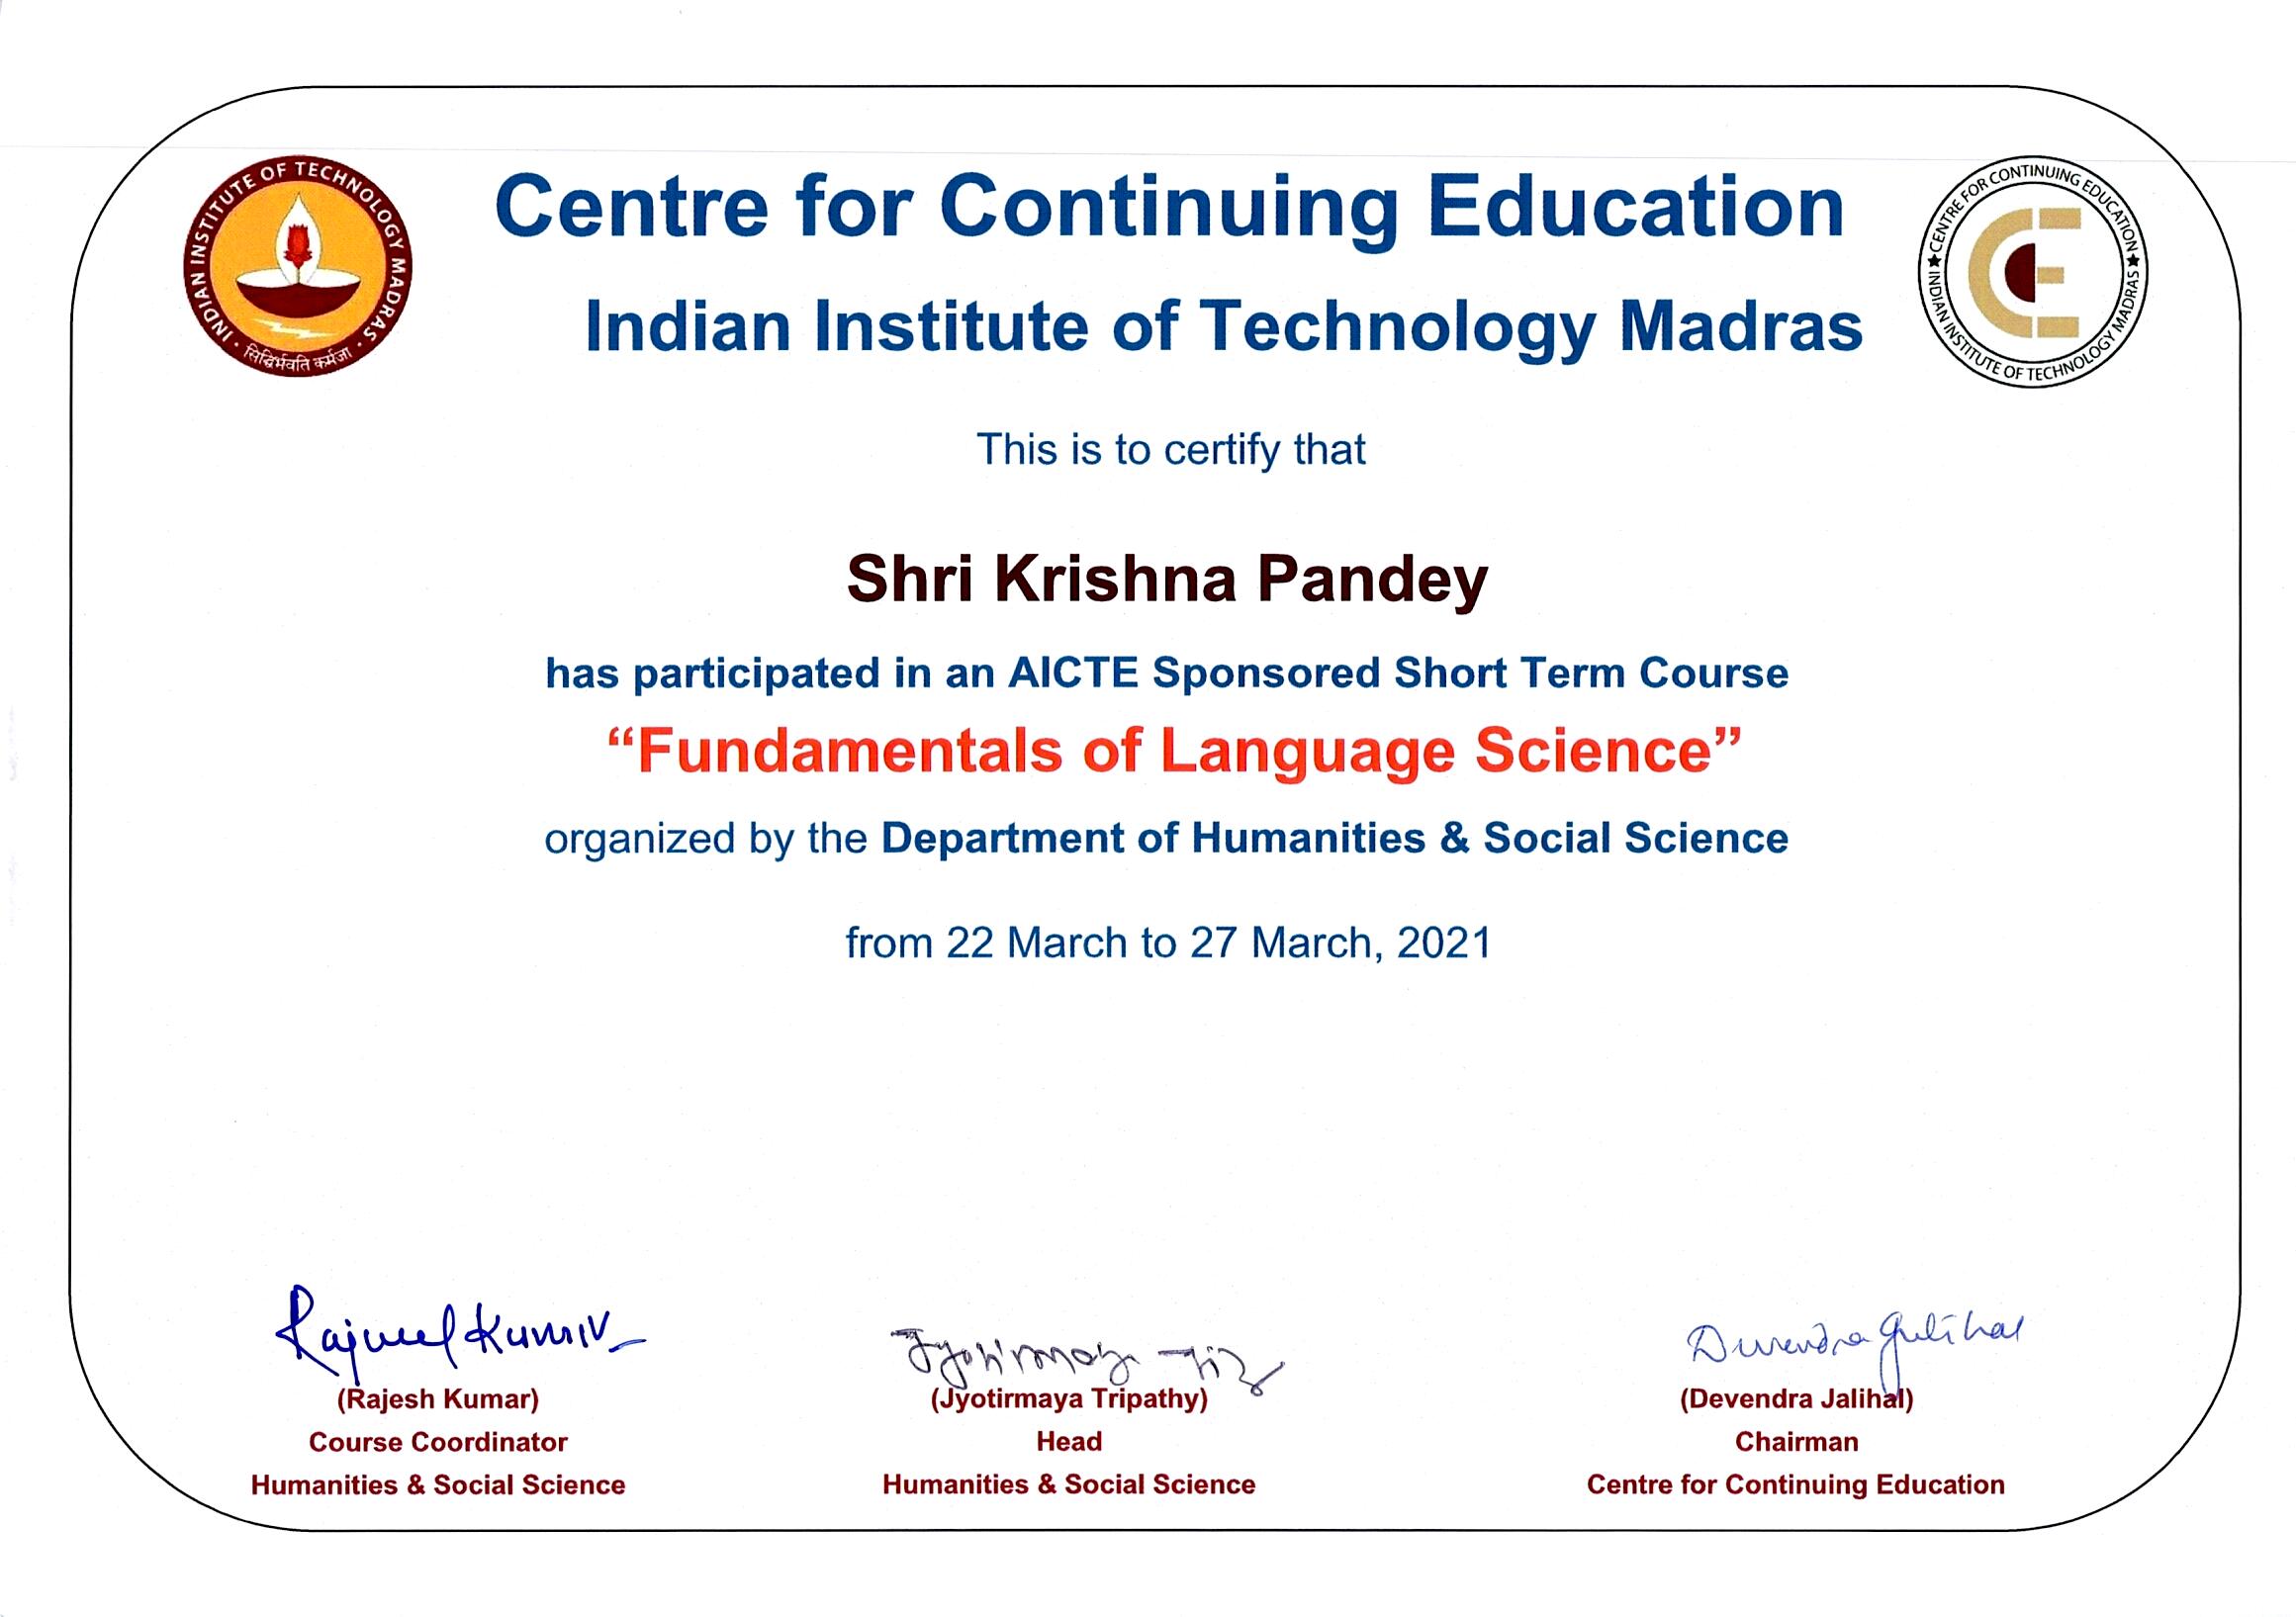 INDIAN INSTITUTE OF TECHNOLOGY MADRAS
सिद्धिर्भवति कर्मजा
Centre for Continuing Education
Indian Institute of Technology Madras
CENTRE FOR CONTINUING EDUCATION
INDIAN INSTITUTE OF TECHNOLOGY MADRAS
CE
This is to certify that
Shri Krishna Pandey
has participated in an AICTE Sponsored Short Term Course
“Fundamentals of Language Science”
organized by the Department of Humanities & Social Science
from 22 March to 27 March, 2021
Rajesh Kumar
Jyotirmaya
Devendra Jalihal
(Rajesh Kumar)
(Jyotirmaya Tripathy)
(Devendra Jalihal)
Course Coordinator
Head
Chairman
Humanities & Social Science
Humanities & Social Science
Centre for Continuing Education